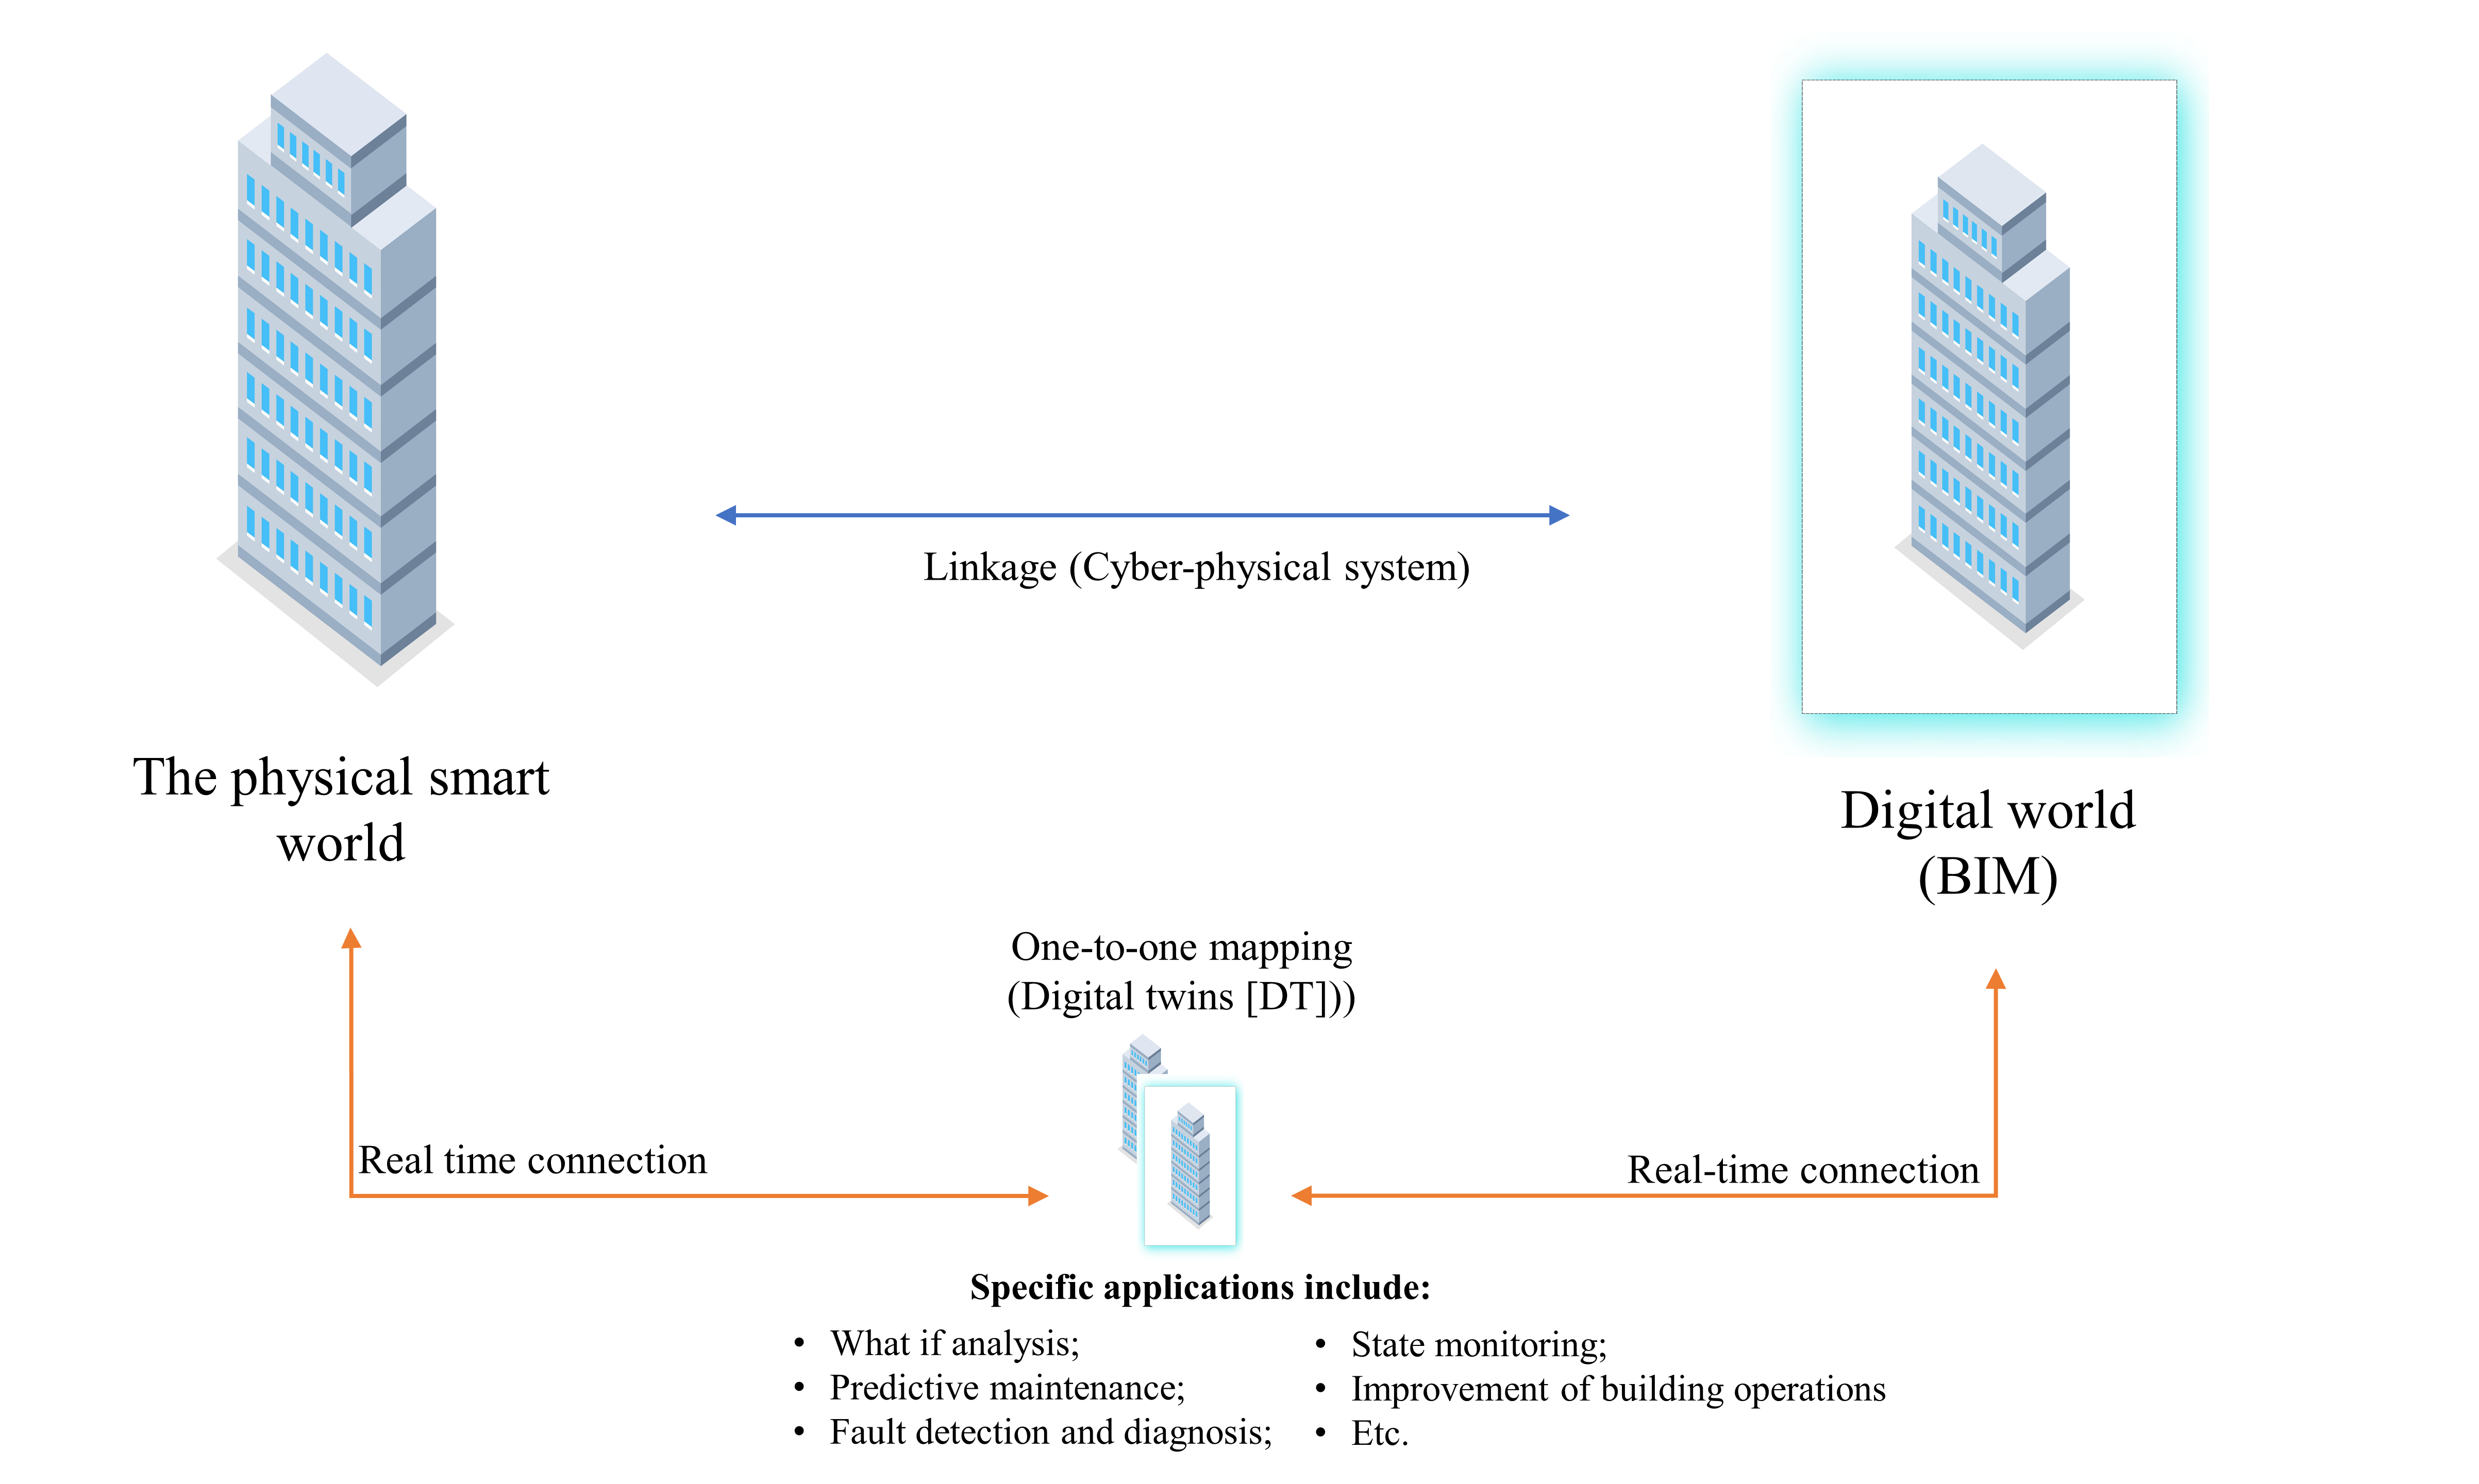 Linkage (Cyber-physical system)
The physical smart
world
Digital world
(BIM)
One-to-one mapping
(Digital twins [DT]))
Real time connection
Real-time connection
Specific applications include:
• What if analysis;
• Predictive maintenance;
• Fault detection and diagnosis;
• State monitoring;
• Improvement of building operations
• Etc.